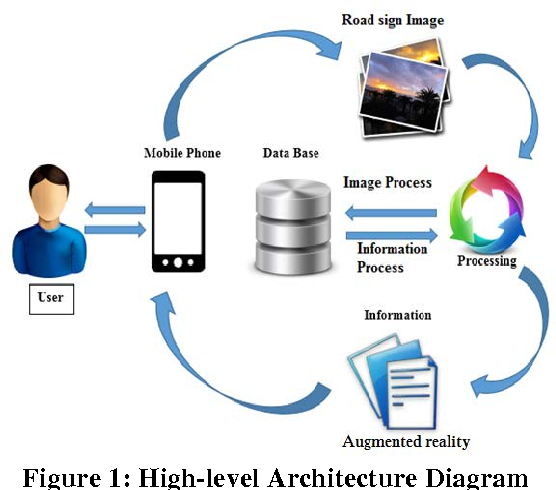 Road sign Image
Mobile Phone
Data Base
Image Process
Information
Process
Processing
User
Information
Augmented reality
Figure 1: High-level Architecture Diagram